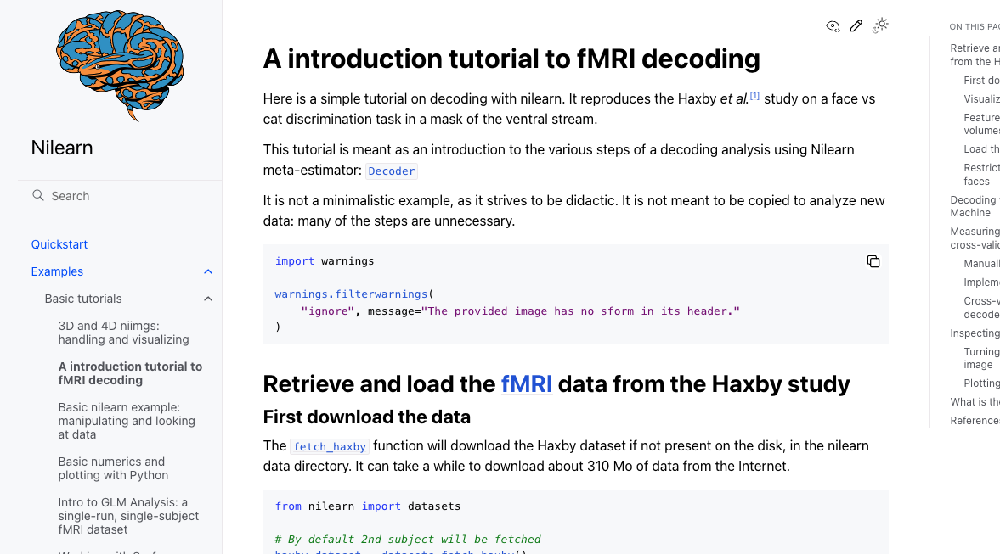 Nilearn
Search
Quickstart
Examples
Basic tutorials
3D and 4D niimgs:
handling and visualizing
A introduction tutorial to
fMRI decoding
Basic nilearn example:
manipulating and looking
at data
Basic numerics and
plotting with Python
Intro to GLM Analysis: a
single-run, single-subject
fMRI dataset
A introduction tutorial to fMRI decoding
Here is a simple tutorial on decoding with nilearn. It reproduces the Haxby et al.[1] study on a face vs
cat discrimination task in a mask of the ventral stream.
This tutorial is meant as an introduction to the various steps of a decoding analysis using Nilearn
meta-estimator: Decoder
It is not a minimalistic example, as it strives to be didactic. It is not meant to be copied to analyze new
data: many of the steps are unnecessary.
import warnings
warnings.filterwarnings(
"ignore", message="The provided image has no sform in its header."
)
Retrieve and load the fMRI data from the Haxby study
First download the data
The fetch_haxby function will download the Haxby dataset if not present on the disk, in the nilearn
data directory. It can take a while to download about 310 Mo of data from the Internet.
from nilearn import datasets
# By default 2nd subject will be fetched
haxby_dataset = datasets.fetch_haxby()
ON THIS PA
Retrieve a
from the H
First do
Visualiz
Feature
volumes
Load th
Restrict
faces
Decoding
Machine
Measuring
cross-valid
Manuall
Implem
Cross-v
decode
Inspecting
Turning
image
Plotting
What is the
References